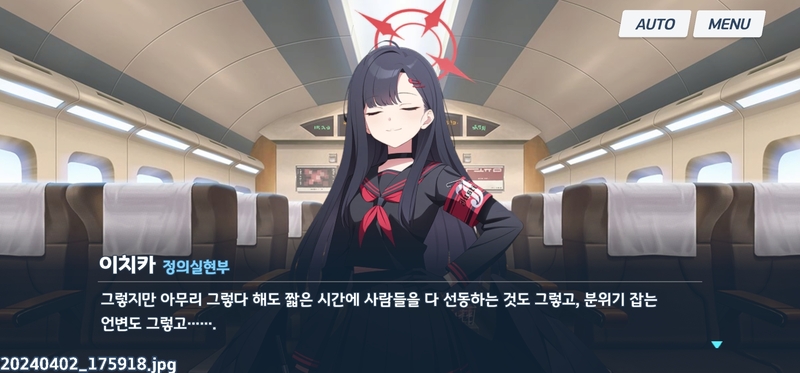 AUTO
MENU
이치카 정의실현부
그렇지만 아무리 그렇다 해도 짧은 시간에 사람들을 다 선동하는 것도 그렇고, 분위기 잡는
언변도 그렇고…….
20240402_175918.jpg